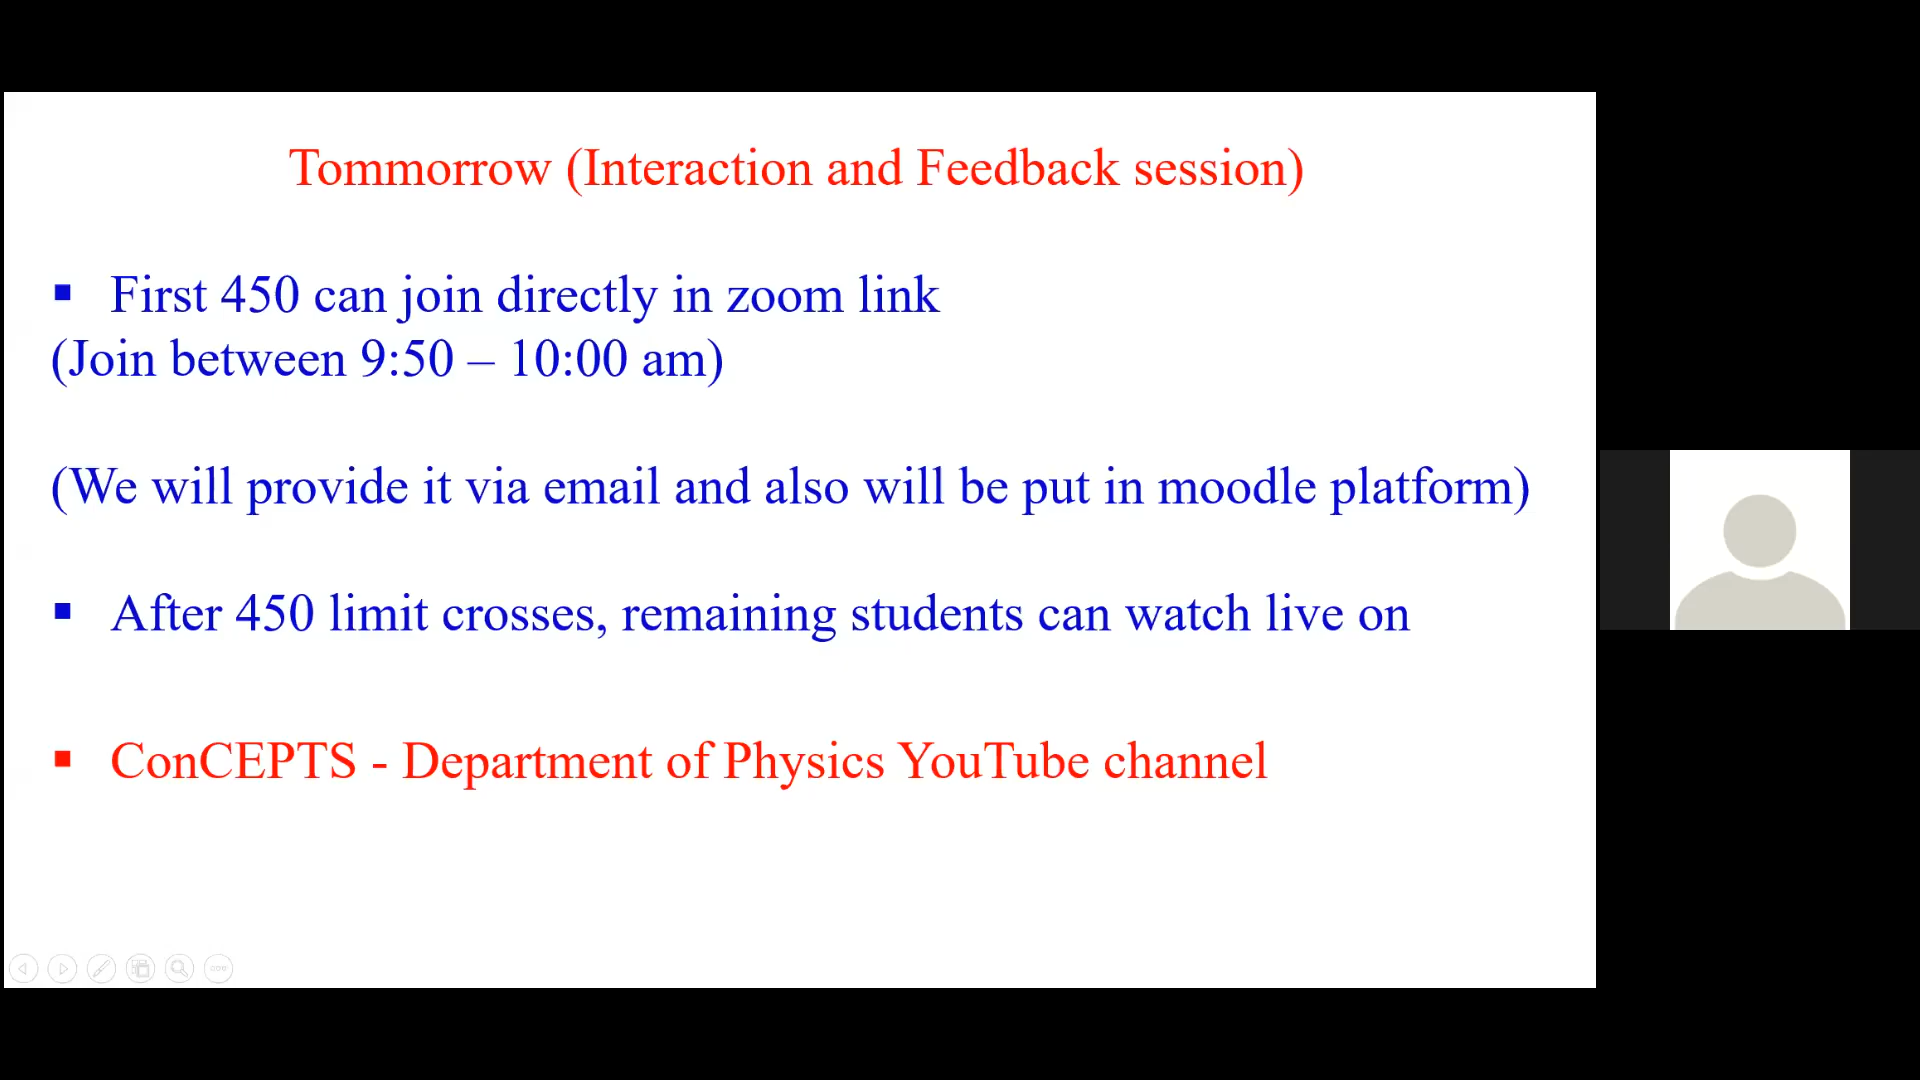 Tommorrow (Interaction and Feedback session)
▪ First 450 can join directly in zoom link
(Join between 9:50 – 10:00 am)
(We will provide it via email and also will be put in moodle platform)
▪ After 450 limit crosses, remaining students can watch live on
▪ ConCEPTS - Department of Physics YouTube channel